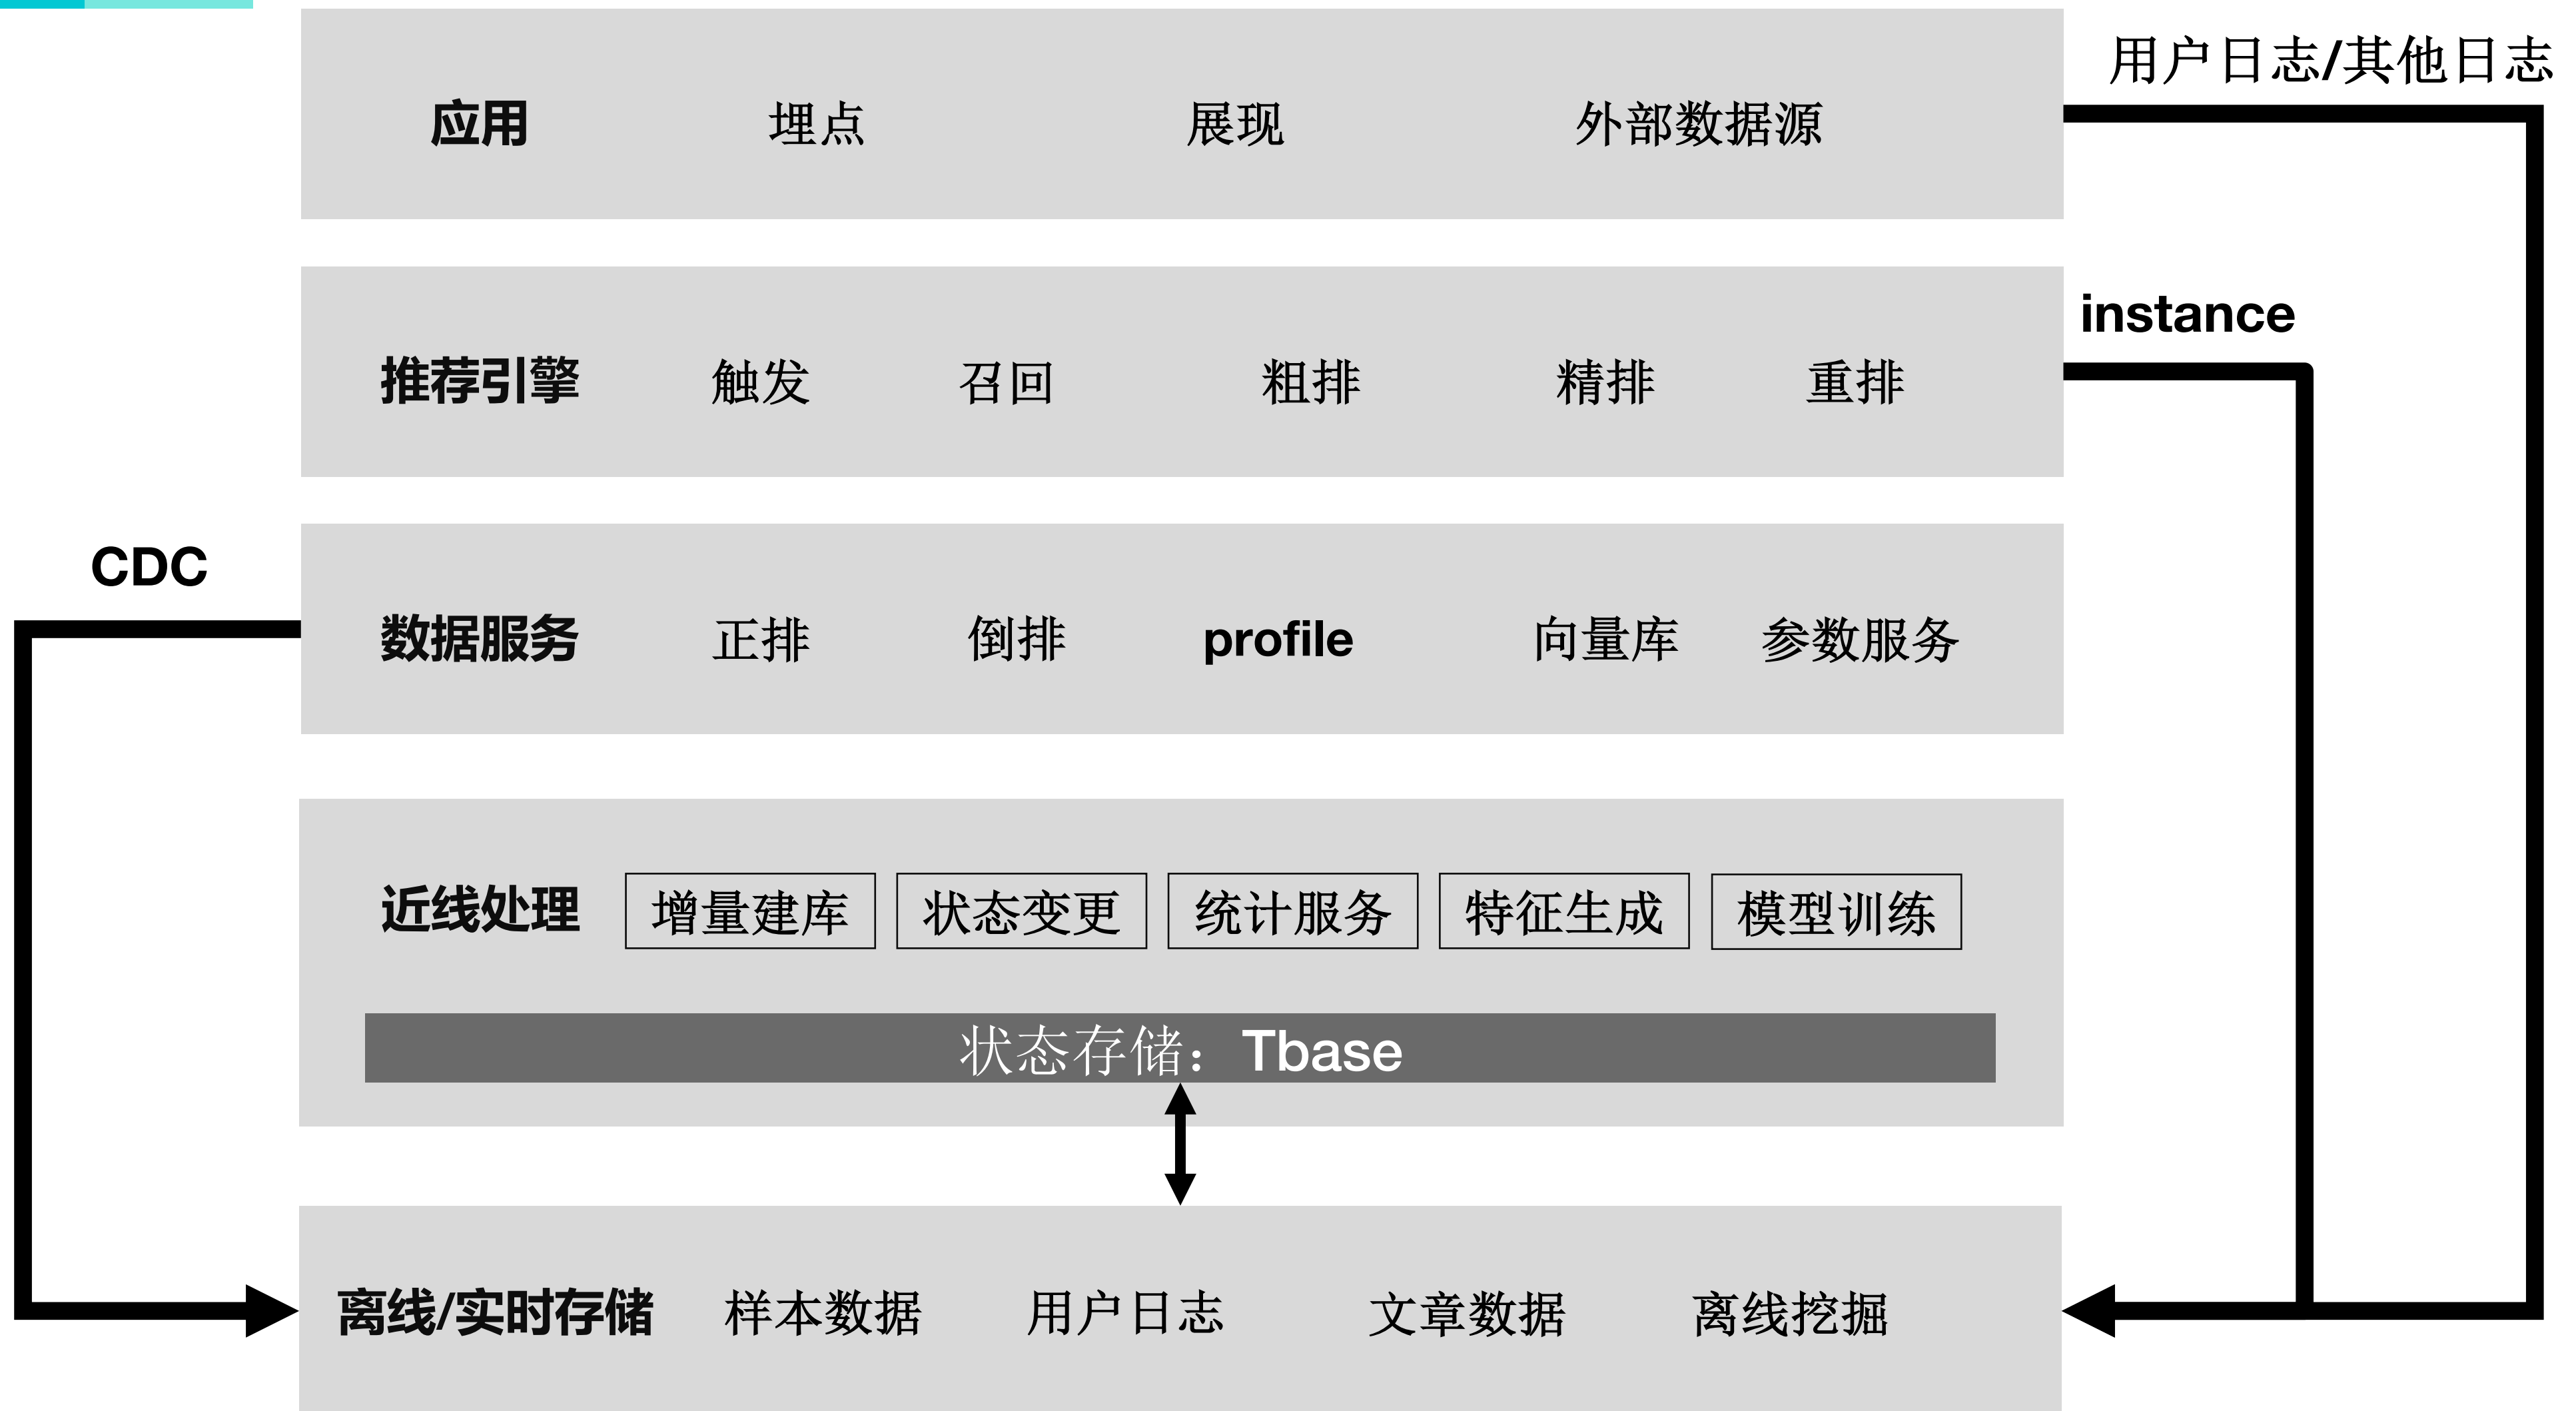 用户日志/其他日志
应用 埋点 展现 外部数据源
instance
推荐引擎 触发 召回 粗排 精排 重排
CDC
数据服务 正排 倒排 profile 向量库 参数服务
近线处理 增量建库 状态变更 统计服务 特征生成 模型训练
状态存储：Tbase
离线/实时存储 样本数据 用户日志 文章数据 离线挖掘